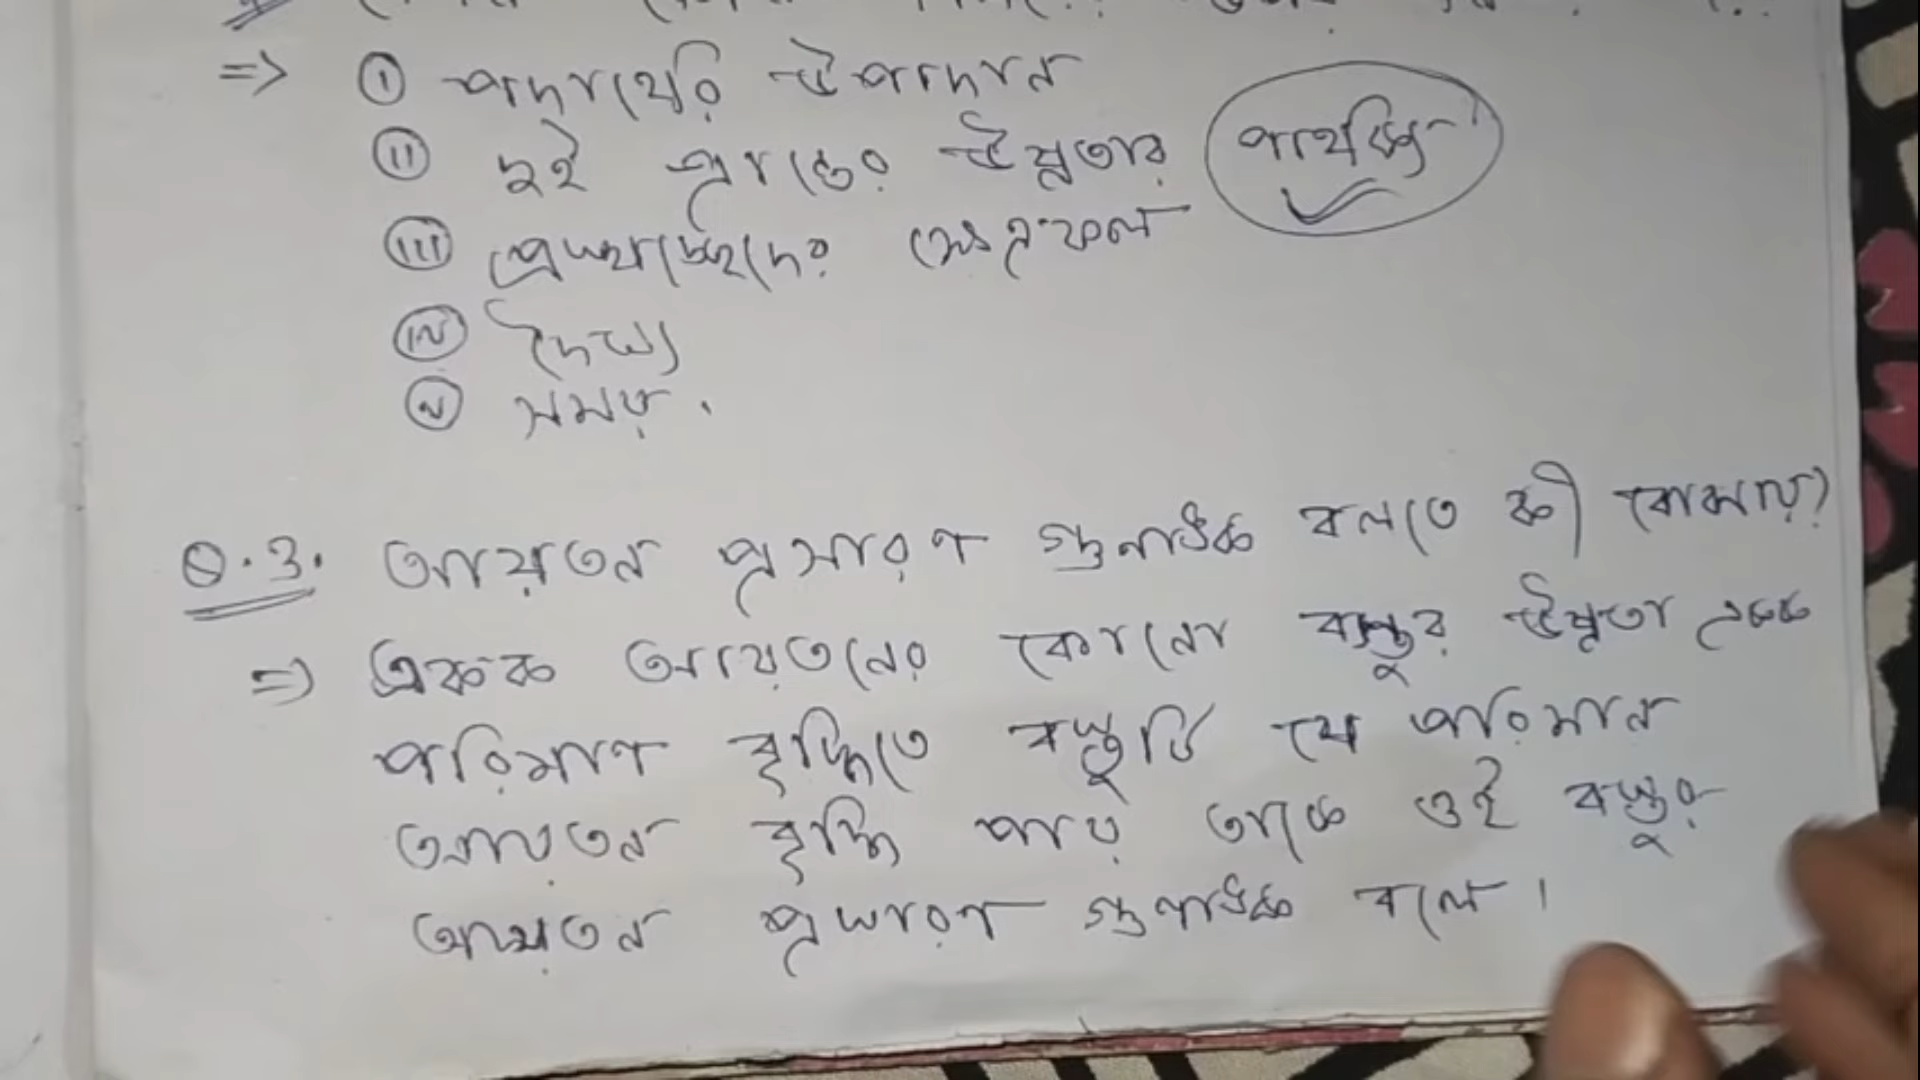 => (i) পদার্থের উপাদান
(ii) দুই প্রান্তের উষ্ণতার পার্থক্য
(iii) প্রস্থচ্ছেদের ক্ষেত্রফল
(iv) দৈর্ঘ্য
(v) সময়.
Q.3. আয়তন প্রসারণ গুনাঙ্ক বলতে কী বোঝায়?
=> একক আয়তনের কোনো বস্তুর উষ্ণতা একক
পরিমাণ বৃদ্ধিতে বস্তুটি যে পরিমান
আয়তন বৃদ্ধি পায় তাকে ওই বস্তুর
আয়তন প্রসারণ গুণাঙ্ক বলে।